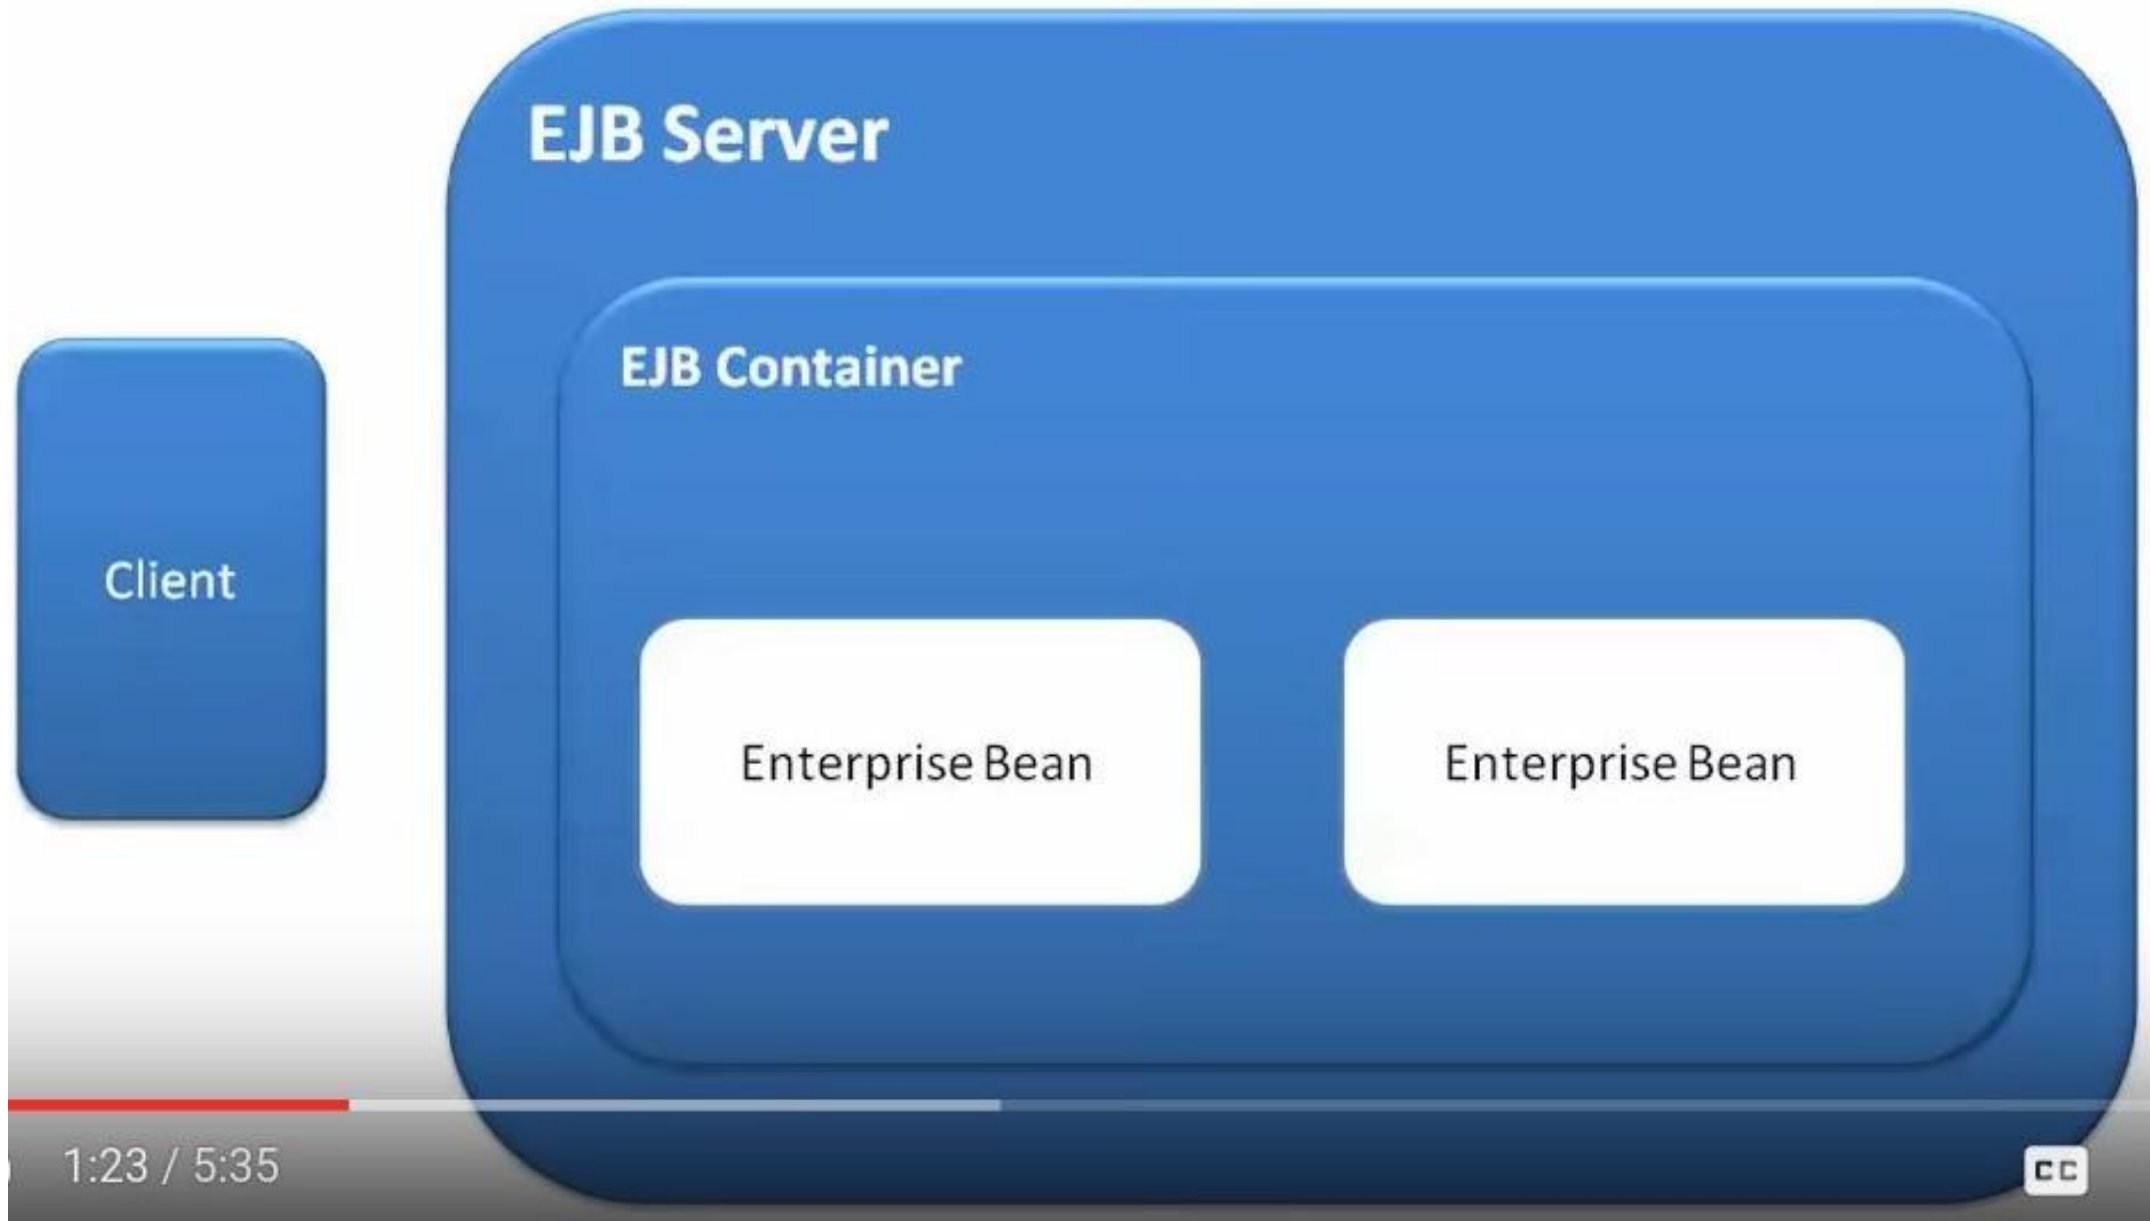 EJB Server
EJB Container
Client
Enterprise Bean
Enterprise Bean
1:23 / 5:35
CC